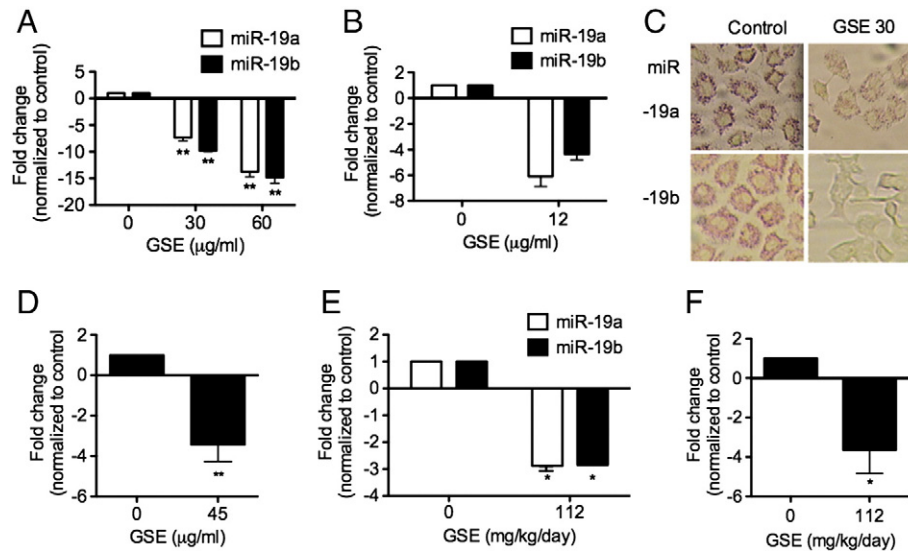 A
miR-19a
miR-19b
Fold change
(normalized to control)
5
0
-5
-10
-15
-20
** ** ** **
0 30 60
GSE (µg/ml)
B
miR-19a
miR-19b
Fold change
(normalized to control)
2
0
-2
-4
-6
-8
0 12
GSE (µg/ml)
C
Control GSE 30
miR
-19a
-19b
D
Fold change
(normalized to control)
4
2
0
-2
-4
-6
**
0 45
GSE (µg/ml)
E
miR-19a
miR-19b
Fold change
(normalized to control)
2
1
0
-1
-2
-3
-4
* *
0 112
GSE (mg/kg/day)
F
Fold change
(normalized to control)
2
0
-2
-4
-6
*
0 112
GSE (mg/kg/day)